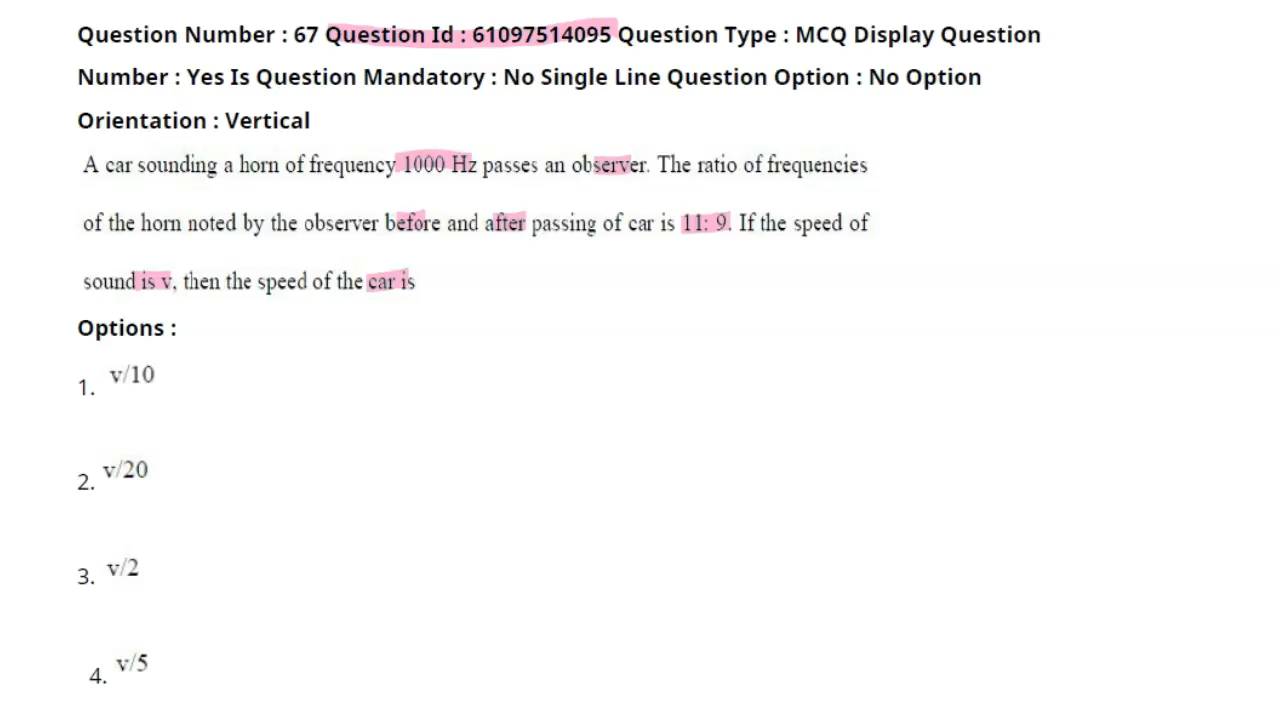 Question Number : 67 Question Id : 61097514095 Question Type : MCQ Display Question
Number : Yes Is Question Mandatory : No Single Line Question Option : No Option
Orientation : Vertical
A car sounding a horn of frequency 1000 Hz passes an observer. The ratio of frequencies
of the horn noted by the observer before and after passing of car is 11: 9. If the speed of
sound is v, then the speed of the car is
Options :
1. v/10
2. v/20
3. v/2
4. v/5